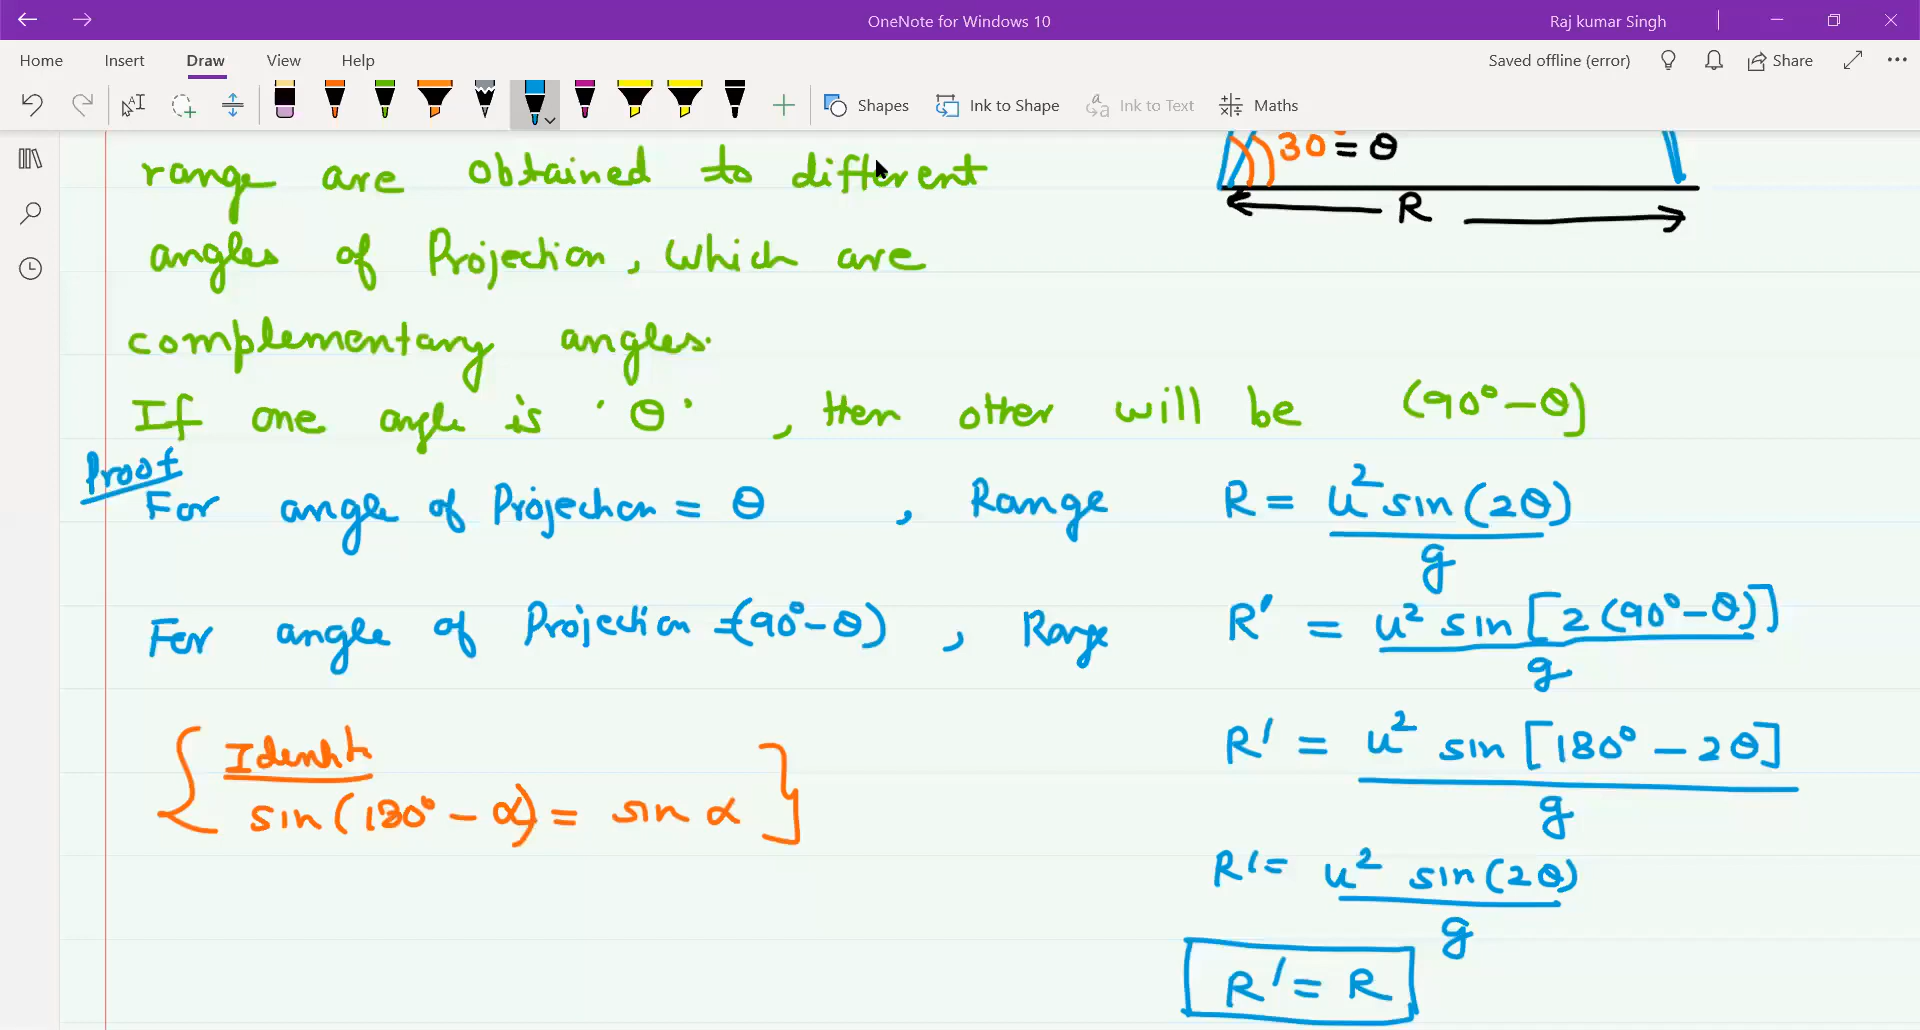 OneNote for Windows 10
Raj kumar Singh
Home Insert Draw View Help
Saved offline (error) Share
Shapes Ink to Shape Ink to Text Maths
30° = θ
range are obtained to different
R
angles of Projection, which are
complementary angles.
If one angle is 'θ', then other will be (90°-θ)
Proof
For angle of Projection = θ , Range R = u² sin(2θ)
g
For angle of Projection = (90°-θ) , Range R' = u² sin[2(90°-θ)]
g
R' = u² sin[180° - 2θ]
g
Identity
sin(180° - α) = sin α
R' = u² sin(2θ)
g
R' = R